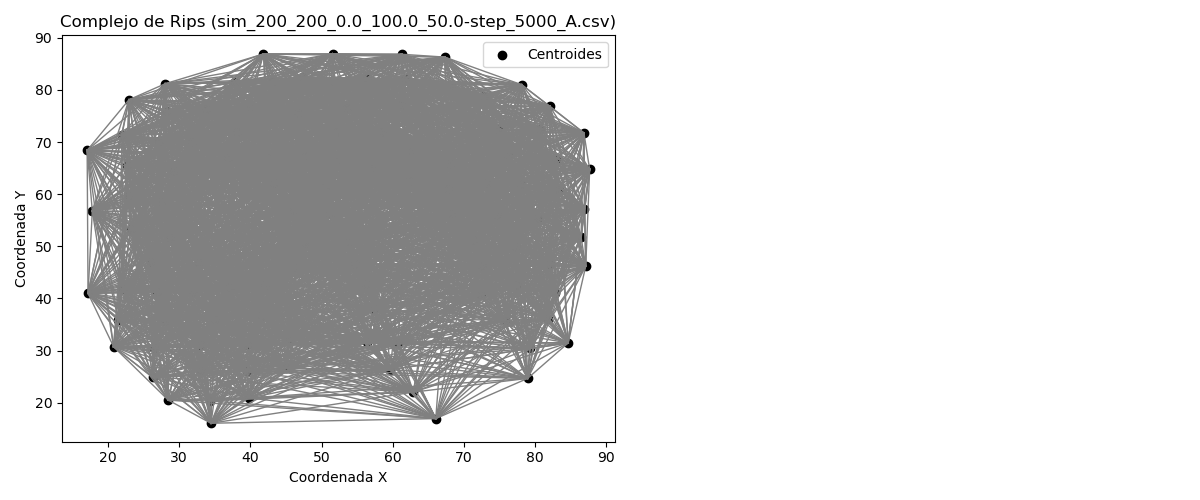 Complejo de Rips (sim_200_200_0.0_100.0_50.0-step_5000_A.csv)
Centroides
90
80
70
60
50
40
30
20
Coordenada Y
20 30 40 50 60 70 80 90
Coordenada X